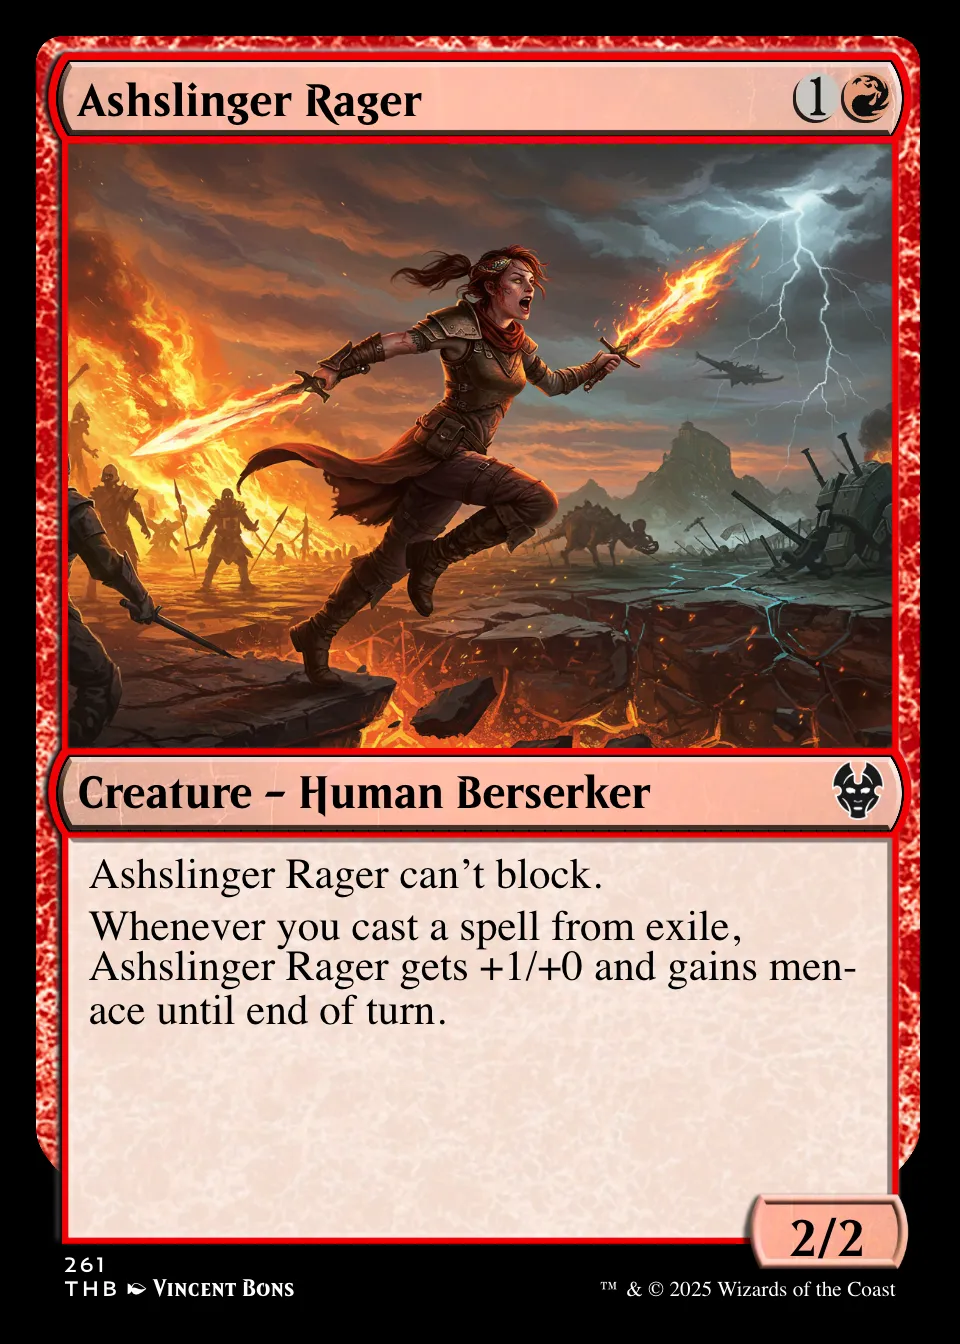 Ashslinger Rager 1
Creature – Human Berserker
Ashslinger Rager can’t block.
Whenever you cast a spell from exile,
Ashslinger Rager gets +1/+0 and gains men-
ace until end of turn.
2/2
261
THB Vincent Bons
™ & © 2025 Wizards of the Coast